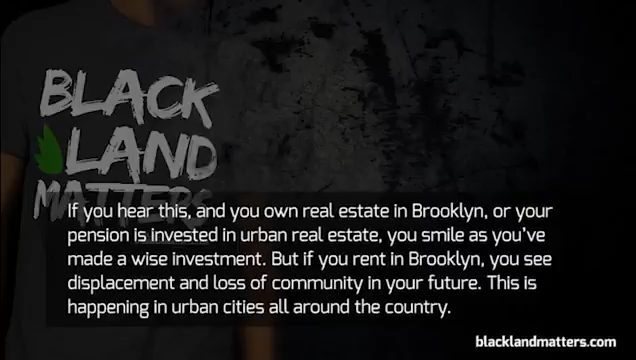 BLACK
LAND
MATTERS
If you hear this, and you own real estate in Brooklyn, or your
pension is invested in urban real estate, you smile as you've
made a wise investment. But if you rent in Brooklyn, you see
displacement and loss of community in your future. This is
happening in urban cities all around the country.
blacklandmatters.com